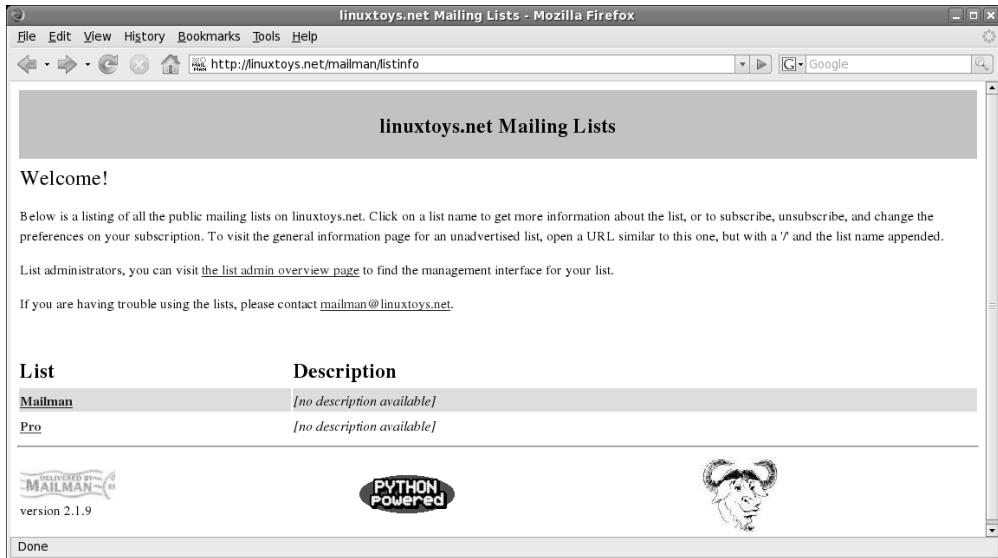 linuxtoys.net Mailing Lists - Mozilla Firefox
File Edit View History Bookmarks Tools Help
http://linuxtoys.net/mailman/listinfo
G Google
linuxtoys.net Mailing Lists
Welcome!
Below is a listing of all the public mailing lists on linuxtoys.net. Click on a list name to get more information about the list, or to subscribe, unsubscribe, and change the
preferences on your subscription. To visit the general information page for an unadvertised list, open a URL similar to this one, but with a '/' and the list name appended.
List administrators, you can visit the list admin overview page to find the management interface for your list.
If you are having trouble using the lists, please contact mailman@linuxtoys.net.
List Description
Mailman [no description available]
Pro [no description available]
DELIVERED BY
MAILMAN
PYTHON
Powered
version 2.1.9
Done